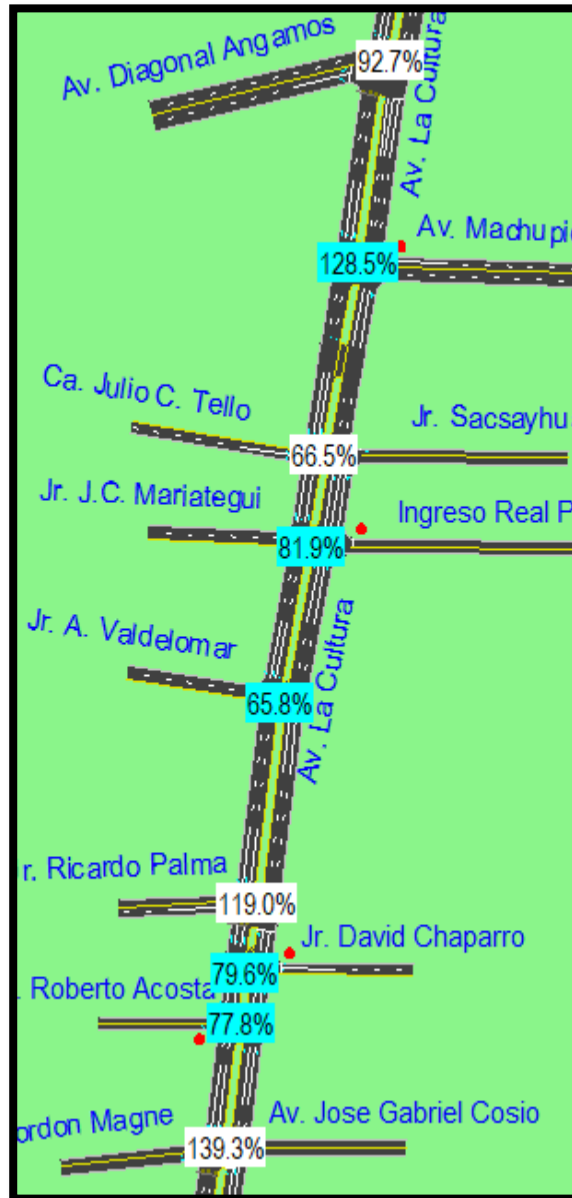 Av. Diagonal Angamos
92.7%
Av. La Cultura
Av. Machupi
128.5%
Ca. Julio C. Tello
Jr. Sacsayhu
66.5%
Jr. J.C. Mariategui
Ingreso Real P
81.9%
Jr. A. Valdelomar
65.8%
Av. La Cultura
r. Ricardo Palma
119.0%
Jr. David Chaparro
79.6%
. Roberto Acosta
77.8%
ordon Magne
Av. Jose Gabriel Cosio
139.3%